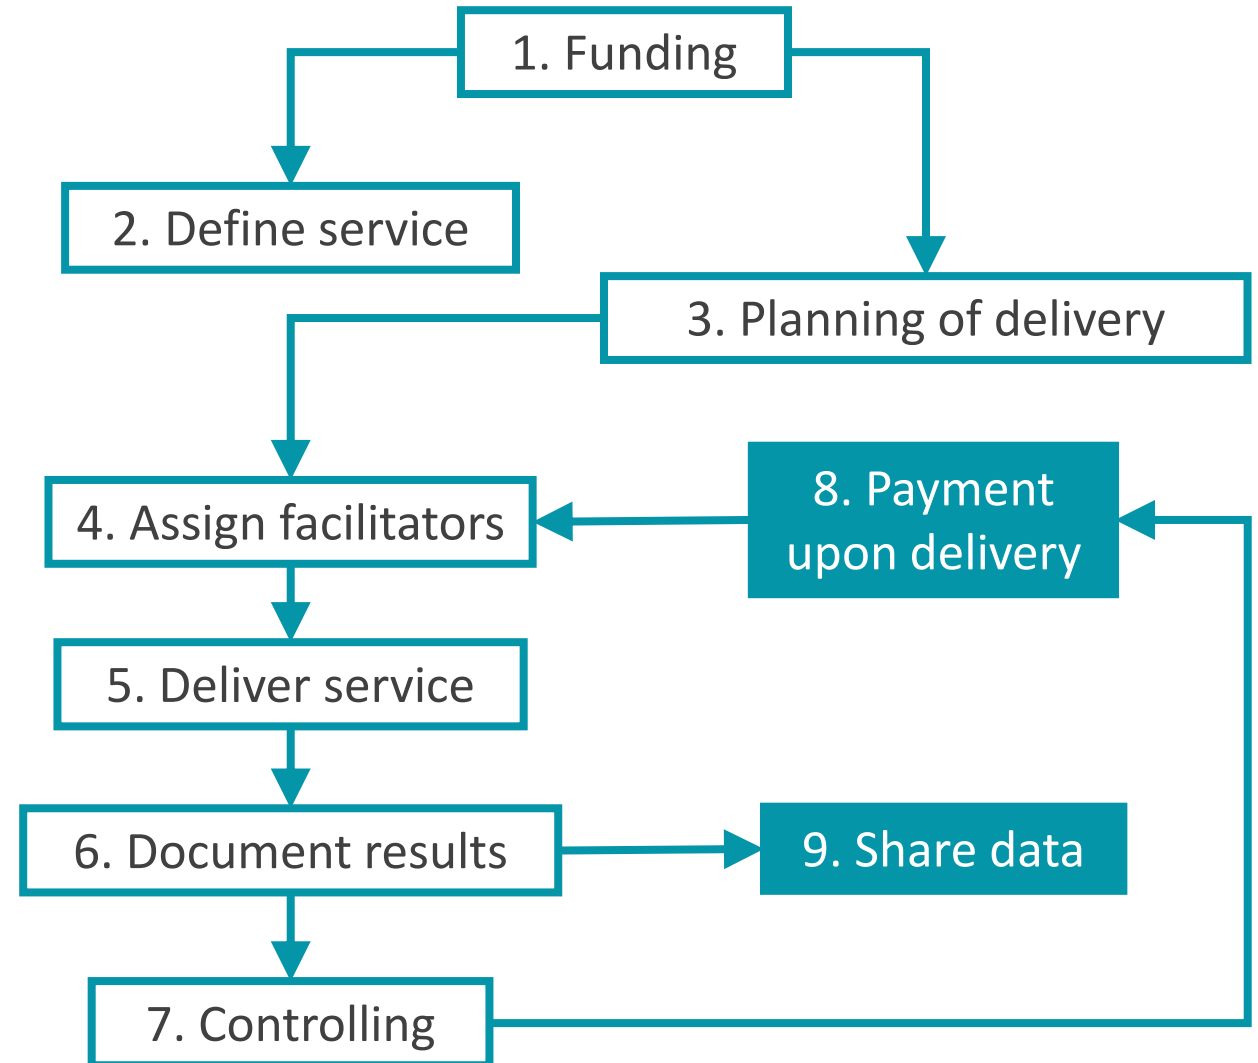 1. Funding
2. Define service
3. Planning of delivery
4. Assign facilitators
8. Payment
upon delivery
5. Deliver service
6. Document results
9. Share data
7. Controlling